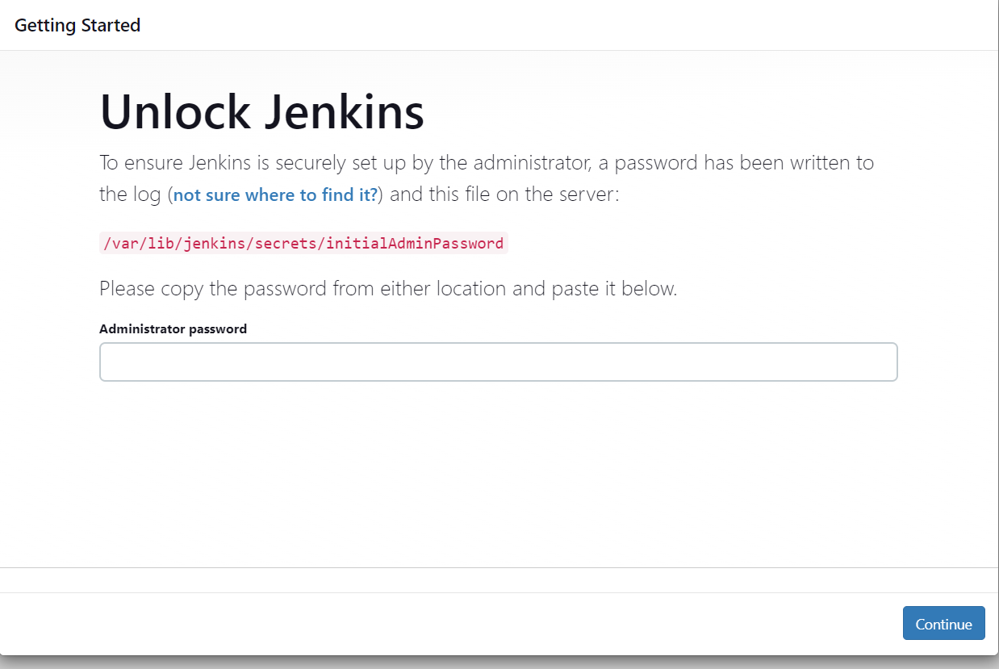 Getting Started
Unlock Jenkins
To ensure Jenkins is securely set up by the administrator, a password has been written to
the log (not sure where to find it?) and this file on the server:
/var/lib/jenkins/secrets/initialAdminPassword
Please copy the password from either location and paste it below.
Administrator password
Continue